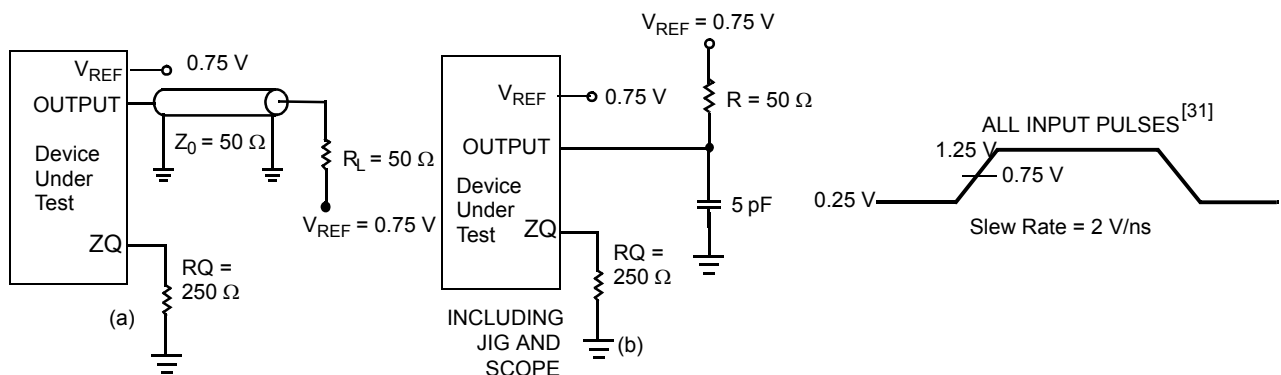 V_REF 0.75 V
OUTPUT
Z_0 = 50 Ω
Device
Under
Test
R_L = 50 Ω
V_REF = 0.75 V
ZQ
RQ =
250 Ω
(a)
V_REF = 0.75 V
R = 50 Ω
V_REF 0.75 V
OUTPUT
Device
Under
Test
5 pF
ZQ
RQ =
250 Ω
INCLUDING
JIG AND
SCOPE
(b)
ALL INPUT PULSES[31]
1.25 V
0.75 V
0.25 V
Slew Rate = 2 V/ns